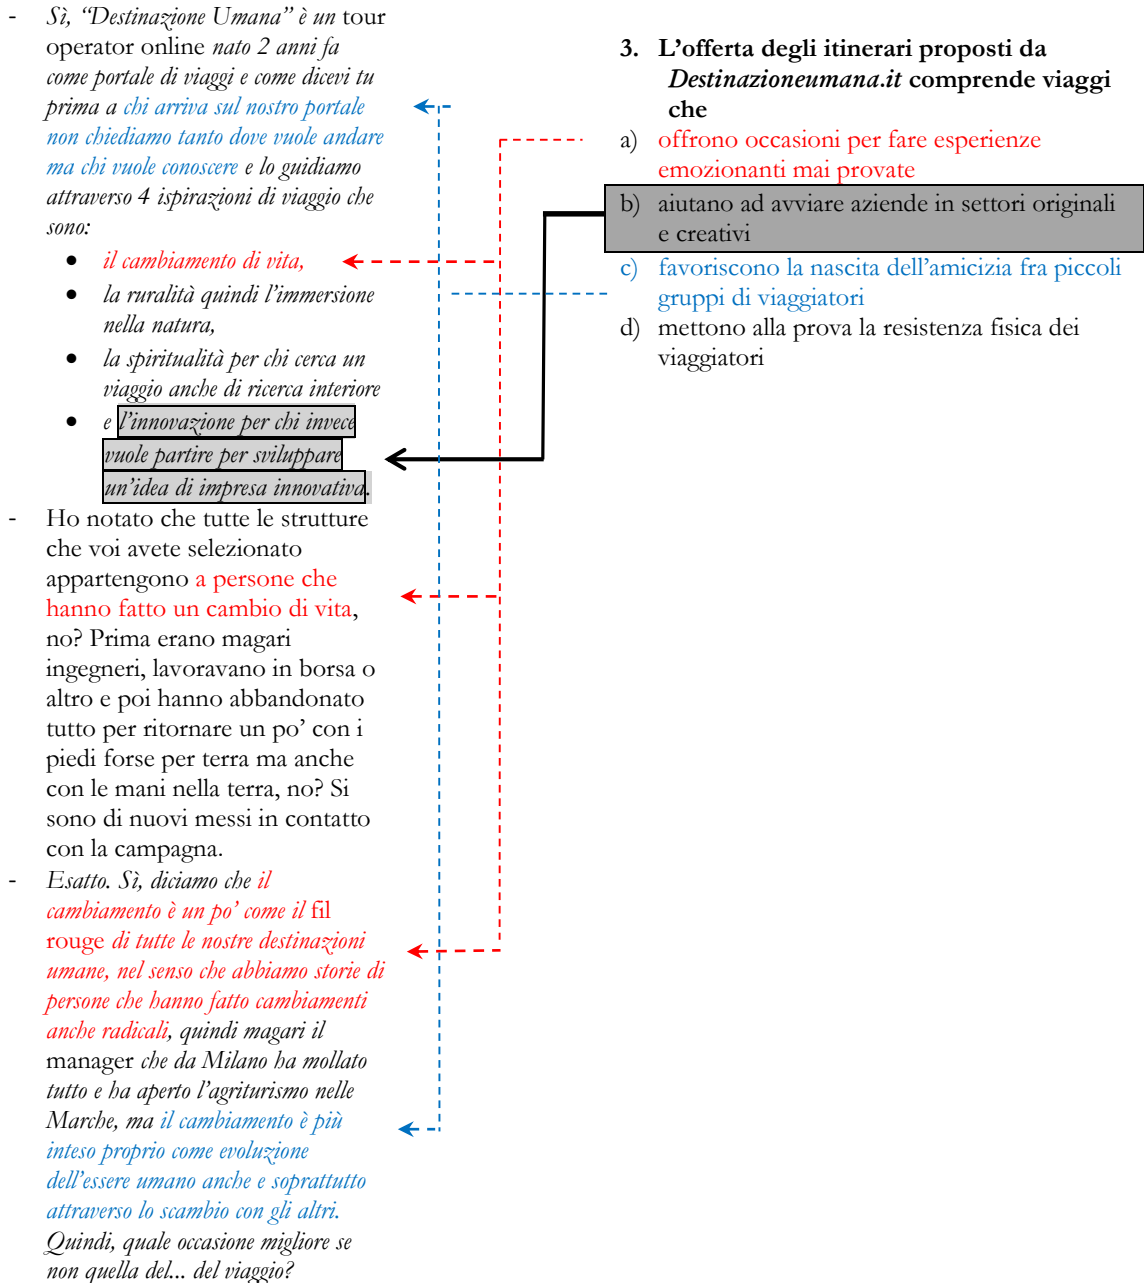 - Sì, “Destinazione Umana” è un tour
operator online nato 2 anni fa
come portale di viaggi e come dicevi tu
prima a chi arriva sul nostro portale
non chiediamo tanto dove vuole andare
ma chi vuole conoscere e lo guidiamo
attraverso 4 ispirazioni di viaggio che
sono:
• il cambiamento di vita,
• la ruralità quindi l’immersione
nella natura,
• la spiritualità per chi cerca un
viaggio anche di ricerca interiore
• e l’innovazione per chi invece
vuole partire per sviluppare
un’idea di impresa innovativa.
- Ho notato che tutte le strutture
che voi avete selezionato
appartengono a persone che
hanno fatto un cambio di vita,
no? Prima erano magari
ingegneri, lavoravano in borsa o
altro e poi hanno abbandonato
tutto per ritornare un po’ con i
piedi forse per terra ma anche
con le mani nella terra, no? Si
sono di nuovi messi in contatto
con la campagna.
- Esatto. Sì, diciamo che il
cambiamento è un po’ come il fil
rouge di tutte le nostre destinazioni
umane, nel senso che abbiamo storie di
persone che hanno fatto cambiamenti
anche radicali, quindi magari il
manager che da Milano ha mollato
tutto e ha aperto l’agriturismo nelle
Marche, ma il cambiamento è più
inteso proprio come evoluzione
dell’essere umano anche e soprattutto
attraverso lo scambio con gli altri.
Quindi, quale occasione migliore se
non quella del... del viaggio?
3. L’offerta degli itinerari proposti da
Destinazioneumana.it comprende viaggi
che
a) offrono occasioni per fare esperienze
emozionanti mai provate
b) aiutano ad avviare aziende in settori originali
e creativi
c) favoriscono la nascita dell’amicizia fra piccoli
gruppi di viaggiatori
d) mettono alla prova la resistenza fisica dei
viaggiatori